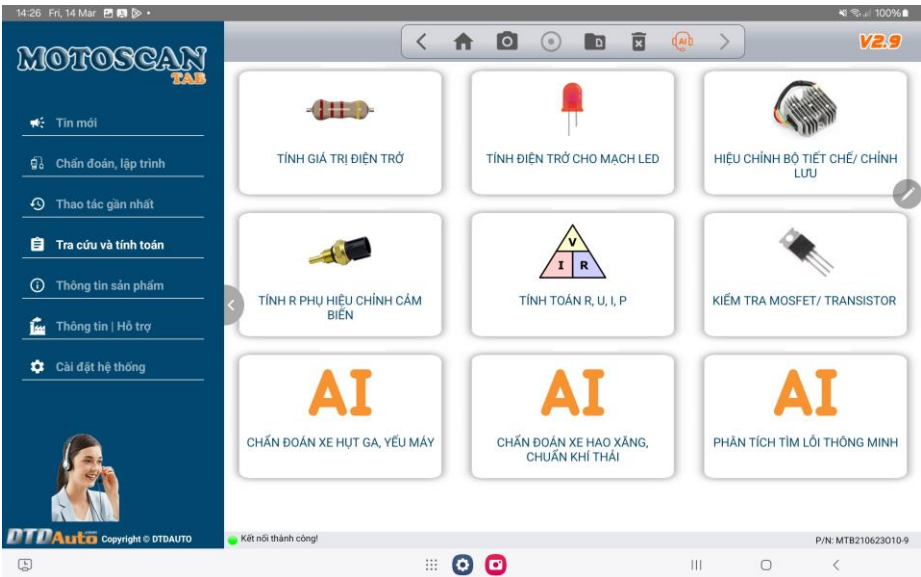 14:26 Fri, 14 Mar
100%
MOTOSCAN
TAB
Tin mới
Chẩn đoán, lập trình
Thao tác gần nhất
Tra cứu và tính toán
Thông tin sản phẩm
Thông tin | Hỗ trợ
Cài đặt hệ thống
DTDAuto.com Copyright © DTDAUTO
AI
V2.9
TÍNH GIÁ TRỊ ĐIỆN TRỞ
TÍNH ĐIỆN TRỞ CHO MẠCH LED
HIỆU CHỈNH BỘ TIẾT CHẾ/ CHỈNH
LƯU
TÍNH R PHỤ HIỆU CHỈNH CẢM
BIẾN
V
I R
TÍNH TOÁN R, U, I, P
KIỂM TRA MOSFET/ TRANSISTOR
AI
CHẨN ĐOÁN XE HỤT GA, YẾU MÁY
AI
CHẨN ĐOÁN XE HAO XĂNG,
CHUẨN KHÍ THẢI
AI
PHÂN TÍCH TÌM LỖI THÔNG MINH
Kết nối thành công!
P/N: MTB210623O10-9